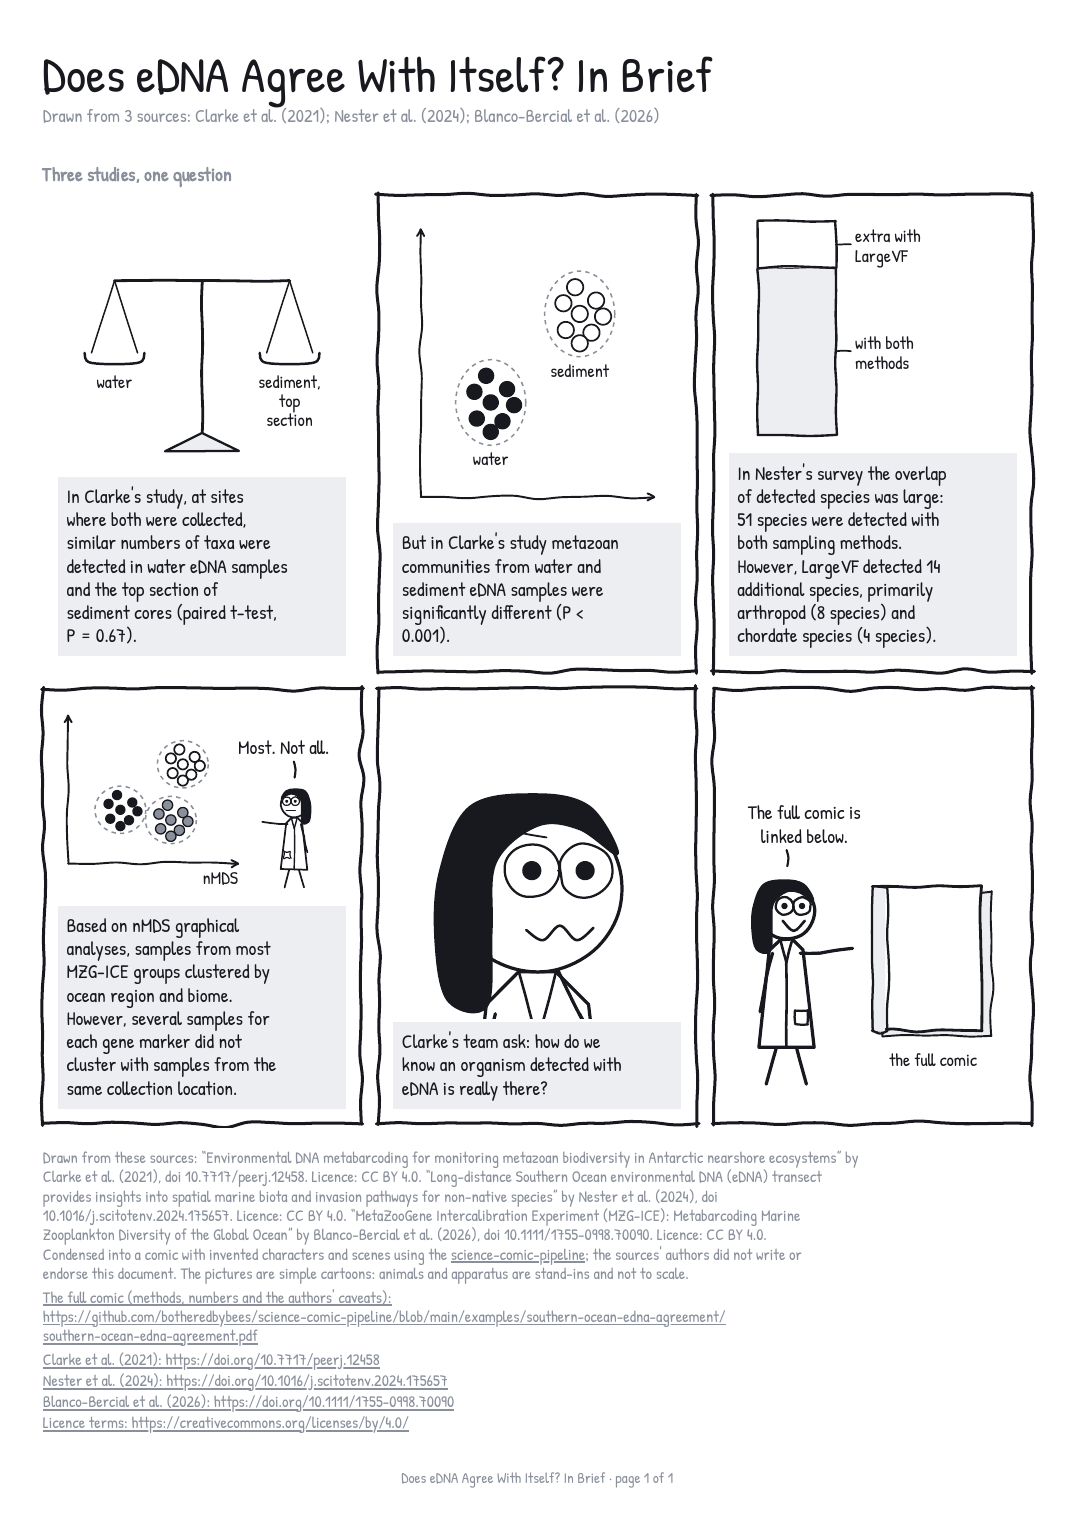 Does eDNA Agree With Itself? In Brief
Drawn from 3 sources: Clarke et al. (2021); Nester et al. (2024); Blanco-Bercial et al. (2026)
Three studies, one question
water
sediment,
top
section
In Clarke's study, at sites
where both were collected,
similar numbers of taxa were
detected in water eDNA samples
and the top section of
sediment cores (paired t-test,
P = 0.67).
sediment
water
But in Clarke's study metazoan
communities from water and
sediment eDNA samples were
significantly different (P <
0.001).
extra with
LargeVF
with both
methods
In Nester's survey the overlap
of detected species was large:
51 species were detected with
both sampling methods.
However, LargeVF detected 14
additional species, primarily
arthropod (8 species) and
chordate species (4 species).
Most. Not all.
nMDS
Based on nMDS graphical
analyses, samples from most
MZG-ICE groups clustered by
ocean region and biome.
However, several samples for
each gene marker did not
cluster with samples from the
same collection location.
Clarke's team ask: how do we
know an organism detected with
eDNA is really there?
The full comic is
linked below.
the full comic
Drawn from these sources: "Environmental DNA metabarcoding for monitoring metazoan biodiversity in Antarctic nearshore ecosystems" by
Clarke et al. (2021), doi 10.7717/peerj.12458. Licence: CC BY 4.0. "Long-distance Southern Ocean environmental DNA (eDNA) transect
provides insights into spatial marine biota and invasion pathways for non-native species" by Nester et al. (2024), doi
10.1016/j.scitotenv.2024.175657. Licence: CC BY 4.0. "MetaZooGene Intercalibration Experiment (MZG-ICE): Metabarcoding Marine
Zooplankton Diversity of the Global Ocean" by Blanco-Bercial et al. (2026), doi 10.1111/1755-0998.70090. Licence: CC BY 4.0.
Condensed into a comic with invented characters and scenes using the science-comic-pipeline; the sources' authors did not write or
endorse this document. The pictures are simple cartoons: animals and apparatus are stand-ins and not to scale.
The full comic (methods, numbers and the authors' caveats):
https://github.com/botheredbybees/science-comic-pipeline/blob/main/examples/southern-ocean-edna-agreement/
southern-ocean-edna-agreement.pdf
Clarke et al. (2021): https://doi.org/10.7717/peerj.12458
Nester et al. (2024): https://doi.org/10.1016/j.scitotenv.2024.175657
Blanco-Bercial et al. (2026): https://doi.org/10.1111/1755-0998.70090
Licence terms: https://creativecommons.org/licenses/by/4.0/
Does eDNA Agree With Itself? In Brief · page 1 of 1